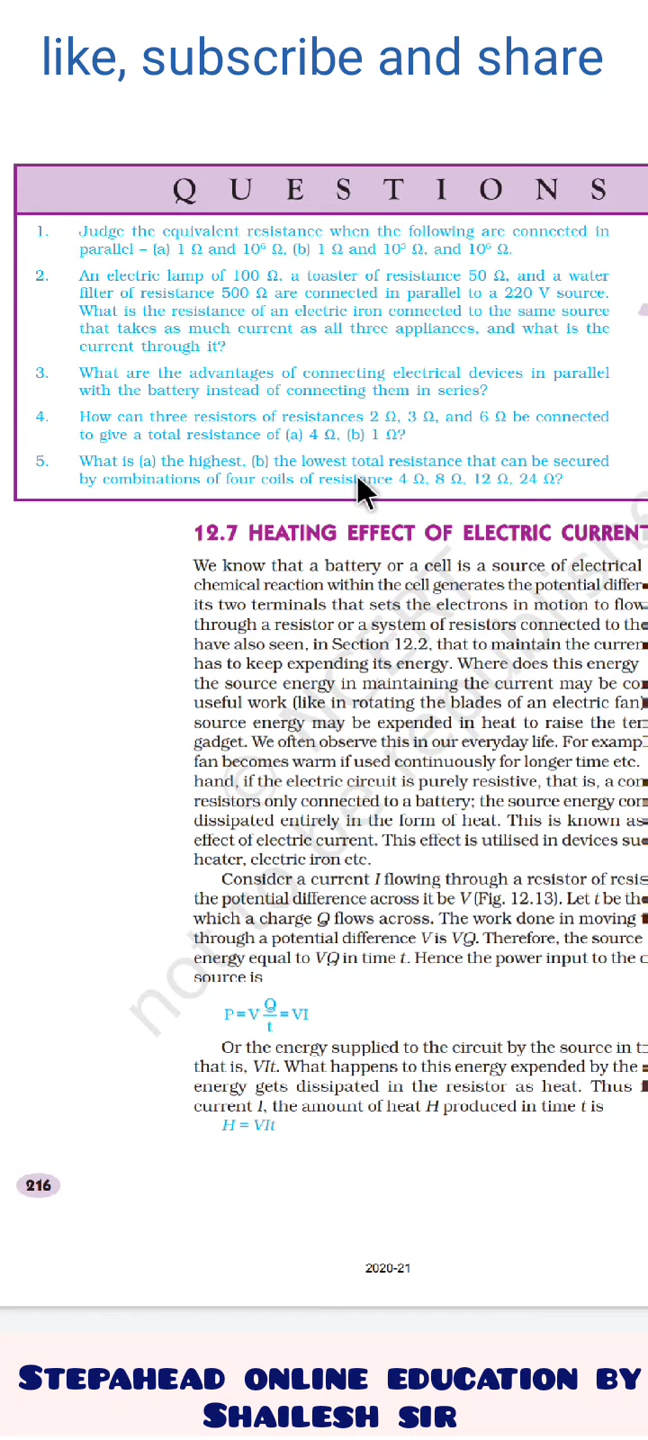 like, subscribe and share
QUESTIONS
1. Judge the equivalent resistance when the following are connected in
parallel – (a) 1 Ω and 10⁶ Ω, (b) 1 Ω and 10³ Ω, and 10⁶ Ω.
2. An electric lamp of 100 Ω, a toaster of resistance 50 Ω, and a water
filter of resistance 500 Ω are connected in parallel to a 220 V source.
What is the resistance of an electric iron connected to the same source
that takes as much current as all three appliances, and what is the
current through it?
3. What are the advantages of connecting electrical devices in parallel
with the battery instead of connecting them in series?
4. How can three resistors of resistances 2 Ω, 3 Ω, and 6 Ω be connected
to give a total resistance of (a) 4 Ω, (b) 1 Ω?
5. What is (a) the highest, (b) the lowest total resistance that can be secured
by combinations of four coils of resistance 4 Ω, 8 Ω, 12 Ω, 24 Ω?
12.7 HEATING EFFECT OF ELECTRIC CURRENT
We know that a battery or a cell is a source of electrical
chemical reaction within the cell generates the potential differ
its two terminals that sets the electrons in motion to flow
through a resistor or a system of resistors connected to the
have also seen, in Section 12.2, that to maintain the curren
has to keep expending its energy. Where does this energy
the source energy in maintaining the current may be co
useful work (like in rotating the blades of an electric fan)
source energy may be expended in heat to raise the te
gadget. We often observe this in our everyday life. For examp
fan becomes warm if used continuously for longer time etc.
hand, if the electric circuit is purely resistive, that is, a con
resistors only connected to a battery; the source energy con
dissipated entirely in the form of heat. This is known as
effect of electric current. This effect is utilised in devices su
heater, electric iron etc.
Consider a current I flowing through a resistor of resis
the potential difference across it be V (Fig. 12.13). Let t be the
which a charge Q flows across. The work done in moving
through a potential difference V is VQ. Therefore, the source
energy equal to VQ in time t. Hence the power input to the
source is
P = V Q/t = VI
Or the energy supplied to the circuit by the source in t
that is, VIt. What happens to this energy expended by the
energy gets dissipated in the resistor as heat. Thus
current I, the amount of heat H produced in time t is
H = VIt
216
2020-21
© NCERT
not to be republished
STEPAHEAD ONLINE EDUCATION BY
SHAILESH SIR